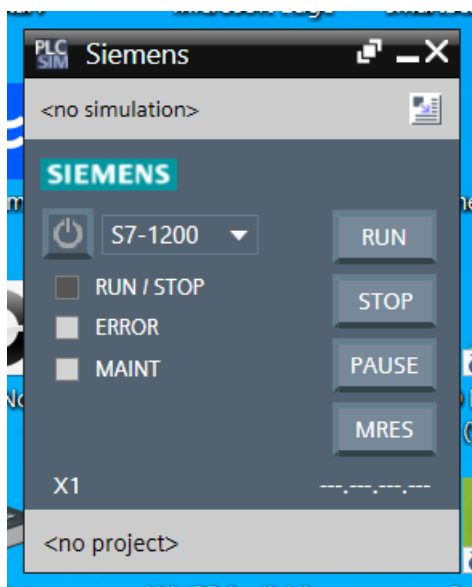 PLC
SIM
Siemens
<no simulation>
SIEMENS
S7-1200
RUN
RUN / STOP
STOP
ERROR
MAINT
PAUSE
MRES
X1
---.---.---.---
<no project>